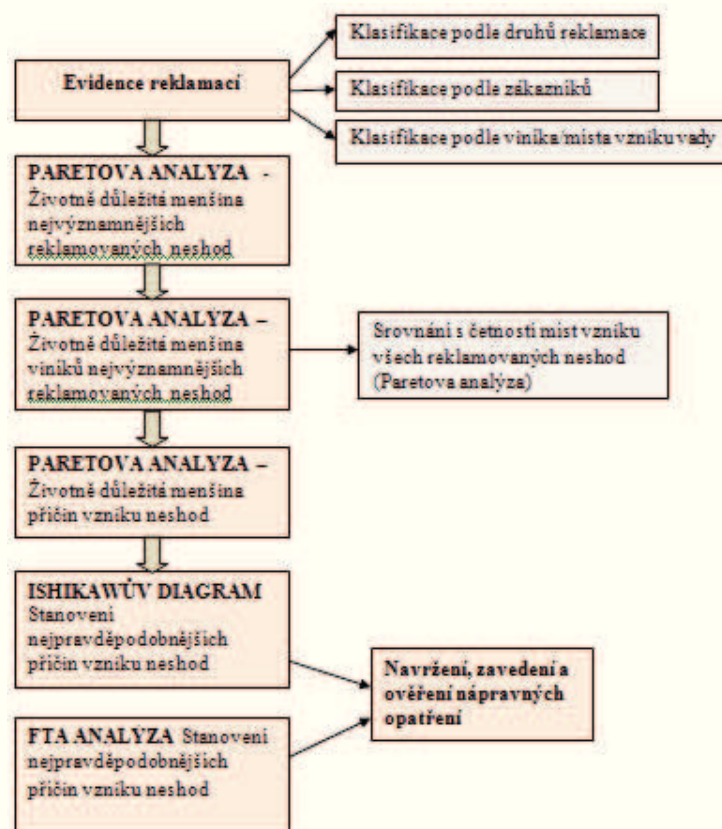 Evidence reklamací
Klasifikace podle druhů reklamace
Klasifikace podle zákazníků
Klasifikace podle viníka/místa vzniku vady
PARETOVA ANALÝZA -
Životně důležitá menšina
nejvýznamnějších
reklamovaných neshod
PARETOVA ANALÝZA –
Životně důležitá menšina
viníků nejvýznamnějších
reklamovaných neshod
Srovnání s četností míst vzniku
všech reklamovaných neshod
(Paretova analýza)
PARETOVA ANALÝZA –
Životně důležitá menšina
příčin vzniku neshod
ISHIKAWŮV DIAGRAM
Stanovení
nejpravděpodobnějších
příčin vzniku neshod
Navržení, zavedení a
ověření nápravných
opatření
FTA ANALÝZA Stanovení
nejpravděpodobnějších
příčin vzniku neshod